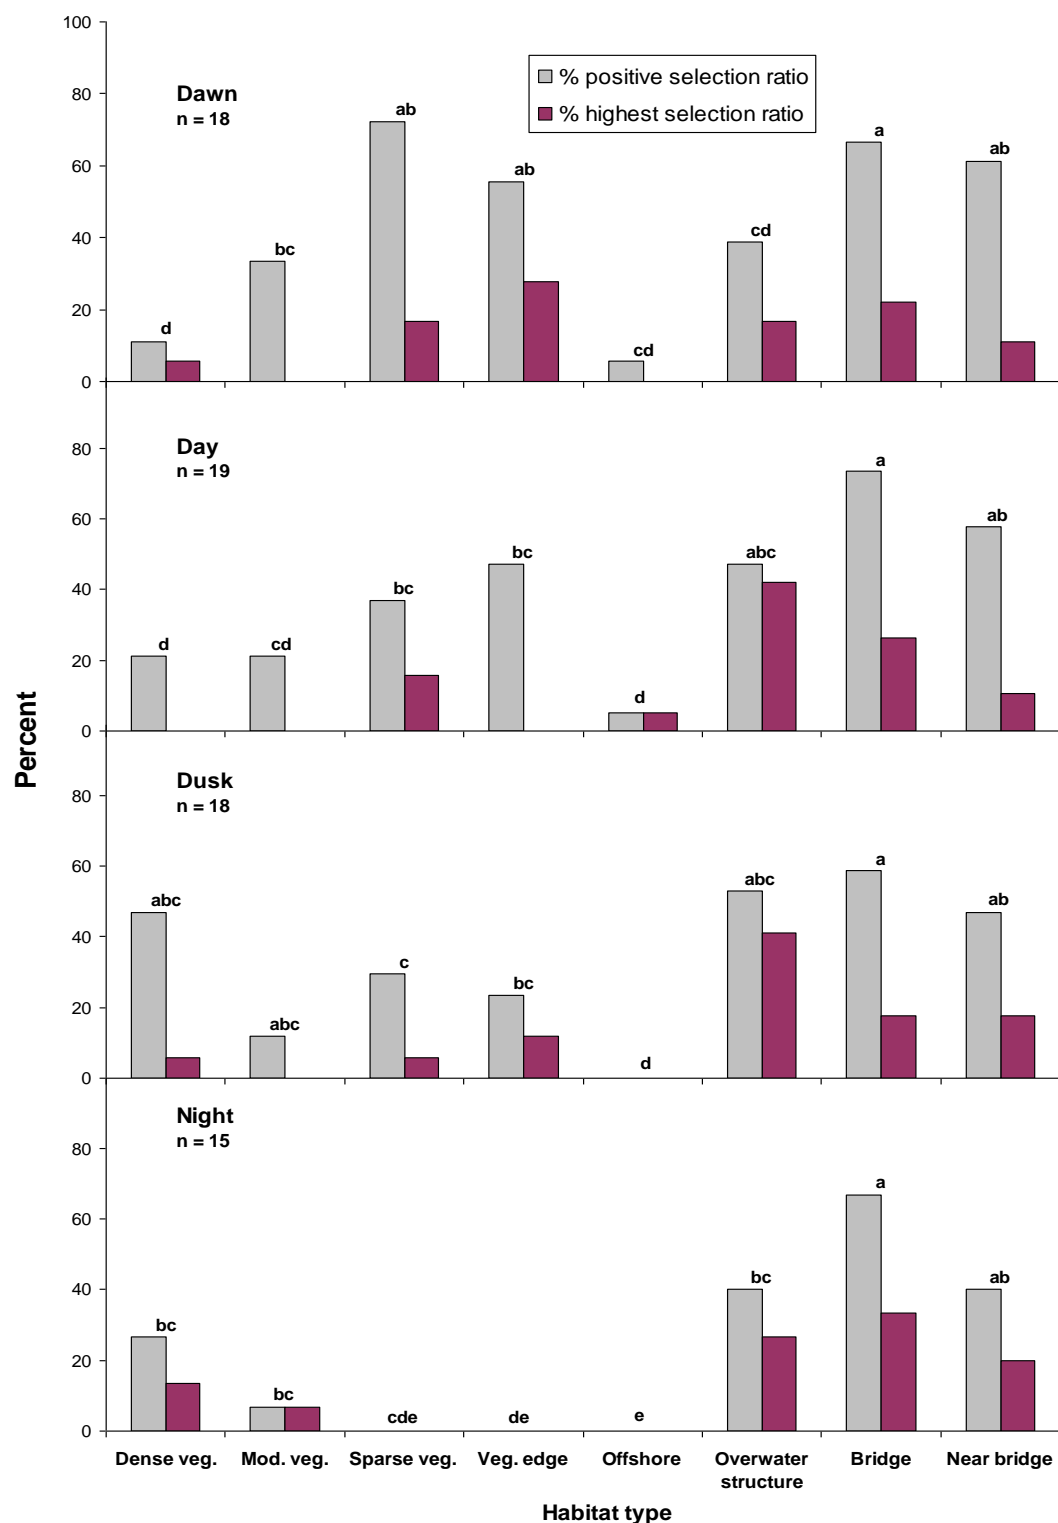 100
% positive selection ratio
% highest selection ratio
Dawn
n = 18
80
60
40
20
0
d
bc
ab
ab
cd
cd
a
ab
Day
n = 19
80
60
40
20
0
d
cd
bc
bc
d
abc
a
ab
Percent
Dusk
n = 18
80
60
40
20
0
abc
abc
c
bc
d
abc
a
ab
Night
n = 15
80
60
40
20
0
bc
bc
cde
de
e
bc
a
ab
Dense veg.
Mod. veg.
Sparse veg.
Veg. edge
Offshore
Overwater
structure
Bridge
Near bridge
Habitat type